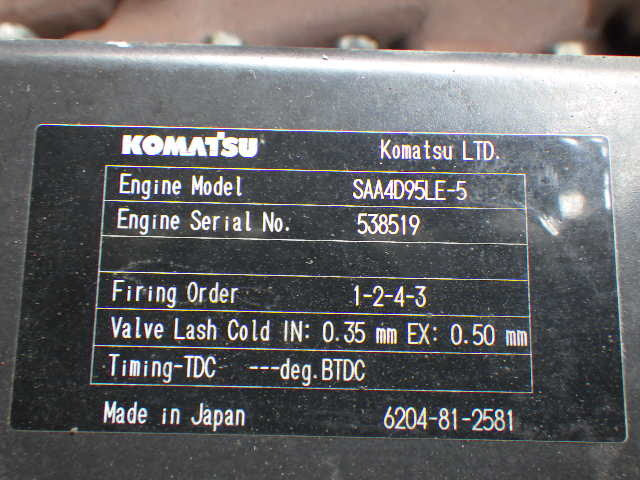 KOMATSU Komatsu LTD.
Engine Model SAA4D95LE-5
Engine Serial No. 538519
Firing Order 1-2-4-3
Valve Lash Cold IN: 0.35 mm EX: 0.50 mm
Timing-TDC ---deg.BTDC
Made in Japan 6204-81-2581